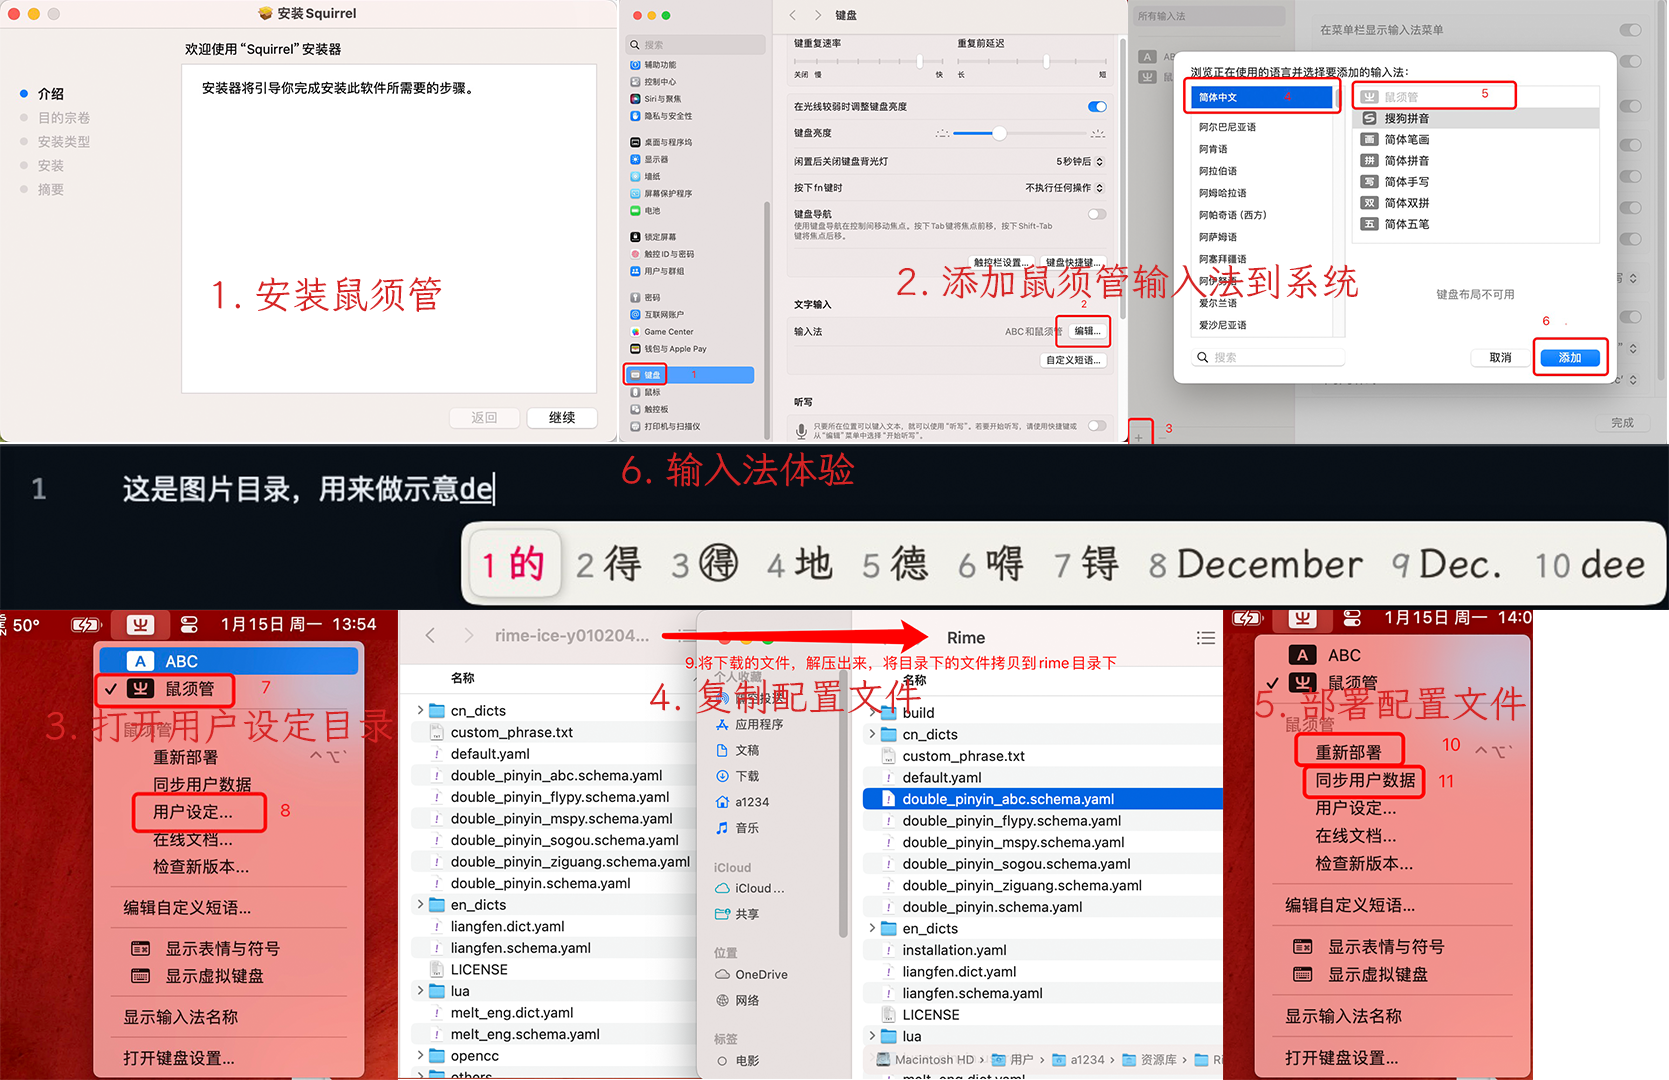 安装Squirrel
欢迎使用“Squirrel”安装器
介绍
目的宗卷
安装类型
安装
摘要
安装器将引导你完成安装此软件所需要的步骤。
1. 安装鼠须管
返回
继续
搜索
辅助功能
控制中心
Siri与聚焦
隐私与安全性
桌面与程序坞
显示器
墙纸
屏幕保护程序
电池
锁定屏幕
触控 ID 与密码
用户与群组
密码
互联网账户
Game Center
钱包与 Apple Pay
键盘
1
鼠标
触控板
打印机与扫描仪
键盘
键重复速率
重复前延迟
关闭 慢
快
长
短
在光线较弱时调整键盘亮度
键盘亮度
闲置后关闭键盘背光灯
5秒钟后
按下fn键时
不执行任何操作
键盘导航
使用键盘导航在控制间移动焦点。按下Tab键将焦点前移，按下Shift-Tab
键将焦点后移。
触控栏设置...
键盘快捷键...
2. 添加鼠须管输入法到系统
文字输入
2
输入法
ABC和鼠须管
编辑...
自定义短语...
听写
只要所在位置可以键入文本，就可以使用“听写”。若要开始听写，请使用快捷键或
从“编辑”菜单中选择“开始听写”。
所有输入法
在菜单栏显示输入法菜单
浏览正在使用的语言并选择要添加的输入法：
简体中文
4
阿尔巴尼亚语
阿肯语
阿拉伯语
阿姆哈拉语
阿帕奇语 (西方)
阿萨姆语
阿塞拜疆语
阿伊努语
爱尔兰语
爱沙尼亚语
搜索
鼠须管
5
搜狗拼音
简体笔画
简体拼音
简体手写
简体双拼
简体五笔
键盘布局不可用
6
取消
添加
3
完成
6. 输入法体验
1 这是图片目录，用来做示意de
1 的 2 得 3 得 4 地 5 德 6 嘚 7 锝 8 December 9 Dec. 10 dee
50°
1月15日 周一 13:54
ABC
鼠须管
7
3. 打开用户设定目录
鼠须管
重新部署
^⌥`
同步用户数据
用户设定...
8
在线文档...
检查新版本...
编辑自定义短语...
显示表情与符号
显示虚拟键盘
显示输入法名称
打开键盘设置...
rime-ice-y010204...
名称
cn_dicts
custom_phrase.txt
default.yaml
double_pinyin_abc.schema.yaml
double_pinyin_flypy.schema.yaml
double_pinyin_mspy.schema.yaml
double_pinyin_sogou.schema.yaml
double_pinyin_ziguang.schema.yaml
double_pinyin.schema.yaml
en_dicts
liangfen.dict.yaml
liangfen.schema.yaml
LICENSE
lua
melt_eng.dict.yaml
melt_eng.schema.yaml
opencc
others
9.将下载的文件，解压出来，将目录下的文件拷贝到rime目录下
4. 复制配置文件
个人收藏
隔空投送
应用程序
文稿
下载
a1234
音乐
iCloud
iCloud ...
共享
位置
OneDrive
网络
标签
电影
Rime
名称
build
cn_dicts
custom_phrase.txt
default.yaml
double_pinyin_abc.schema.yaml
double_pinyin_flypy.schema.yaml
double_pinyin_mspy.schema.yaml
double_pinyin_sogou.schema.yaml
double_pinyin_ziguang.schema.yaml
double_pinyin.schema.yaml
en_dicts
installation.yaml
liangfen.dict.yaml
liangfen.schema.yaml
LICENSE
lua
Macintosh HD › 用户 › a1234 › 资源库 ›
melt_eng.dict.yaml
1月15日 周一 14:0
ABC
鼠须管
5. 部署配置文件
鼠须管
重新部署
10
^⌥`
同步用户数据
11
用户设定...
在线文档...
检查新版本...
编辑自定义短语...
显示表情与符号
显示虚拟键盘
显示输入法名称
打开键盘设置...